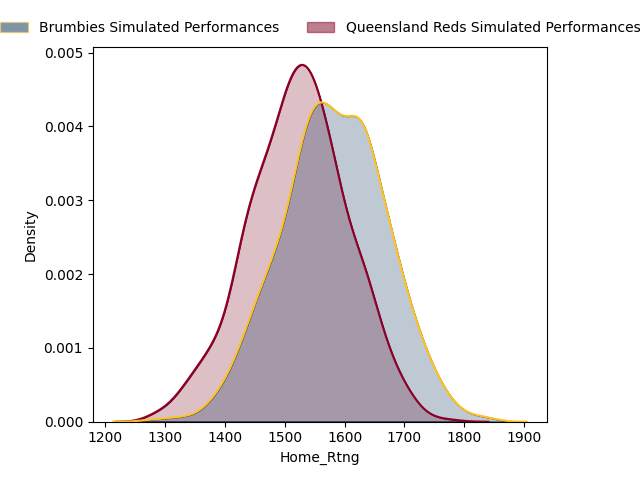 Brumbies Simulated Performances
Queensland Reds Simulated Performances
0.005
0.004
0.003
0.002
0.001
0.000
Density
1200 1300 1400 1500 1600 1700 1800 1900
Home_Rtng